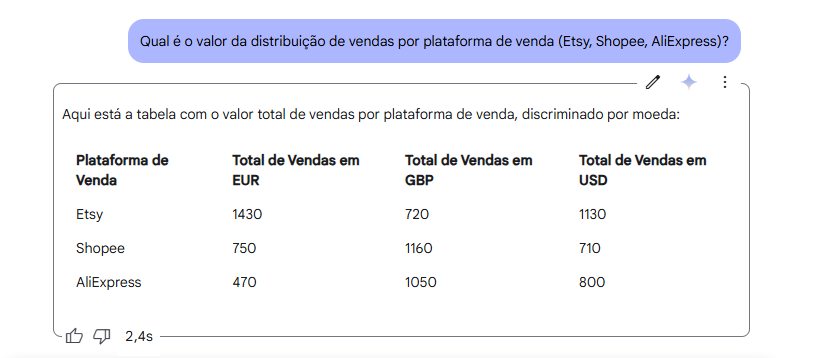 Qual é o valor da distribuição de vendas por plataforma de venda (Etsy, Shopee, AliExpress)?
Aqui está a tabela com o valor total de vendas por plataforma de venda, discriminado por moeda:
Plataforma de Venda Total de Vendas em EUR Total de Vendas em GBP Total de Vendas em USD
Etsy 1430 720 1130
Shopee 750 1160 710
AliExpress 470 1050 800
2,4s